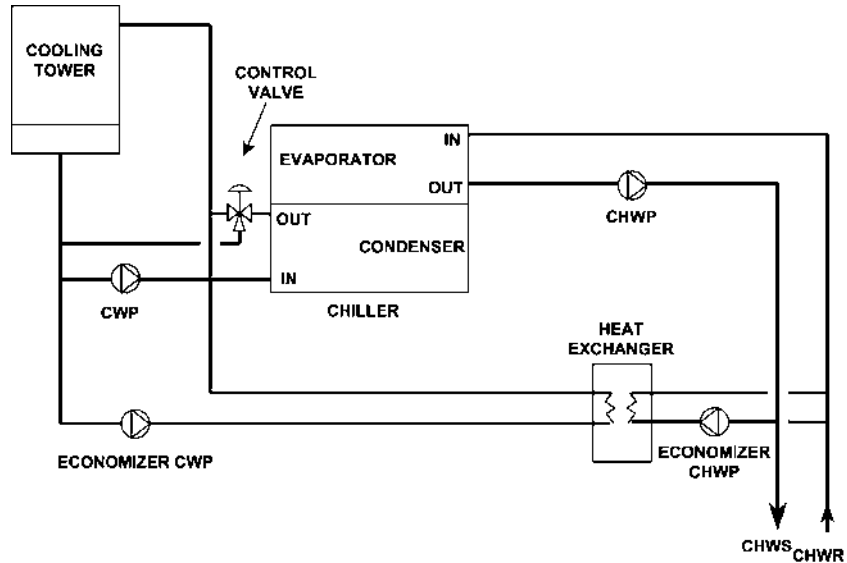 COOLING
TOWER
CONTROL
VALVE
IN
EVAPORATOR
OUT
CHWP
OUT
CONDENSER
IN
CWP
CHILLER
HEAT
EXCHANGER
ECONOMIZER CWP
ECONOMIZER
CHWP
CHWS
CHWR